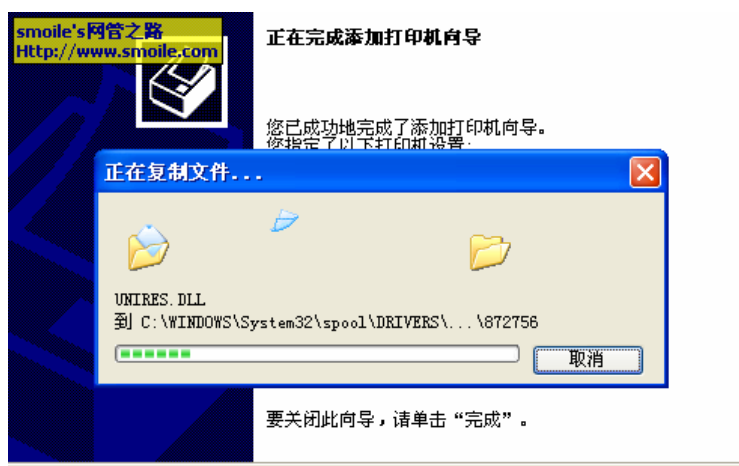 smoile's网管之路
Http://www.smoile.com
正在完成添加打印机向导
您已成功地完成了添加打印机向导。
您指定了以下打印机设置:
正在复制文件...
UNIRES.DLL
到 C:\WINDOWS\System32\spool\DRIVERS\...\872756
取消
要关闭此向导，请单击“完成”。